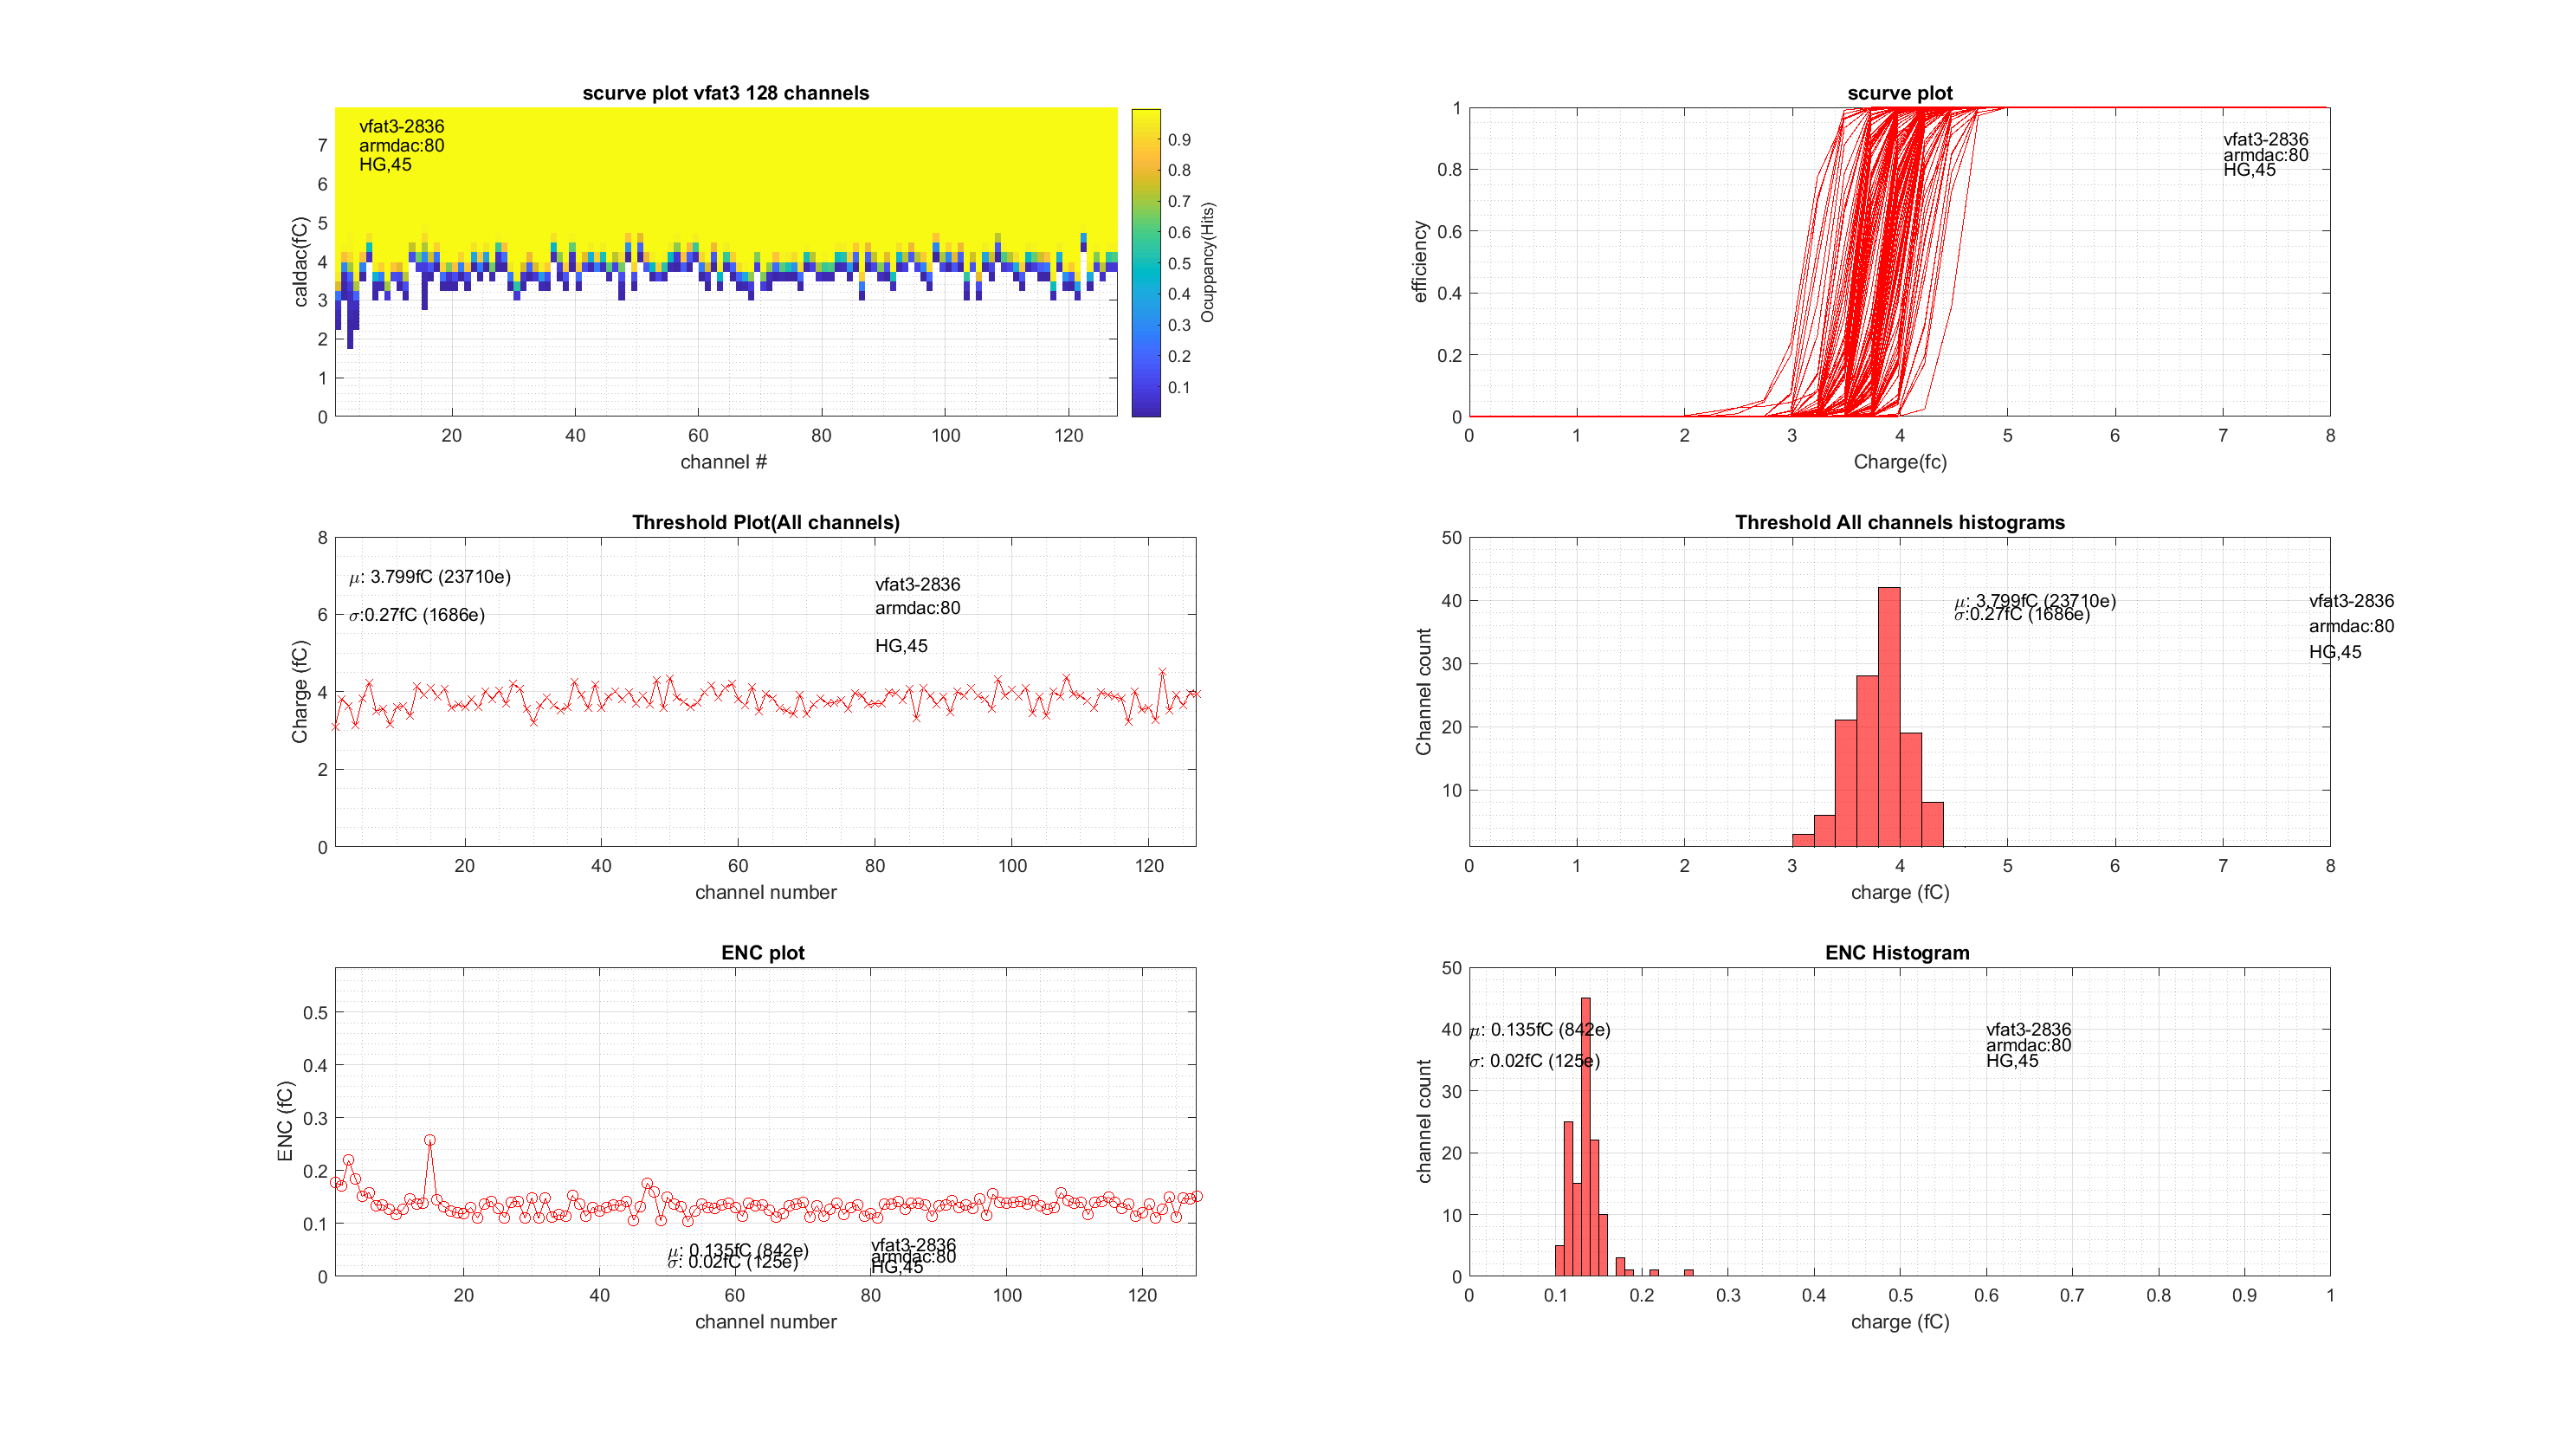 scurve plot vfat3 128 channels
vfat3-2836
armdac:80
HG,45
caldac(fC)
7
6
5
4
3
2
1
0
20 40 60 80 100 120
channel #
0.9
0.8
0.7
0.6
0.5
0.4
0.3
0.2
0.1
Ocuppancy(Hits)
scurve plot
vfat3-2836
armdac:80
HG,45
efficiency
1
0.8
0.6
0.4
0.2
0
0 1 2 3 4 5 6 7 8
Charge(fc)
Threshold Plot(All channels)
μ: 3.799fC (23710e)
σ:0.27fC (1686e)
vfat3-2836
armdac:80
HG,45
Charge (fC)
8
6
4
2
0
20 40 60 80 100 120
channel number
Threshold All channels histograms
μ: 3.799fC (23710e)
σ:0.27fC (1686e)
vfat3-2836
armdac:80
HG,45
Channel count
50
40
30
20
10
0 1 2 3 4 5 6 7 8
charge (fC)
ENC plot
ENC (fC)
0.5
0.4
0.3
0.2
0.1
0
μ: 0.135fC (842e)
σ: 0.02fC (125e)
vfat3-2836
armdac:80
HG,45
20 40 60 80 100 120
channel number
ENC Histogram
μ: 0.135fC (842e)
σ: 0.02fC (125e)
vfat3-2836
armdac:80
HG,45
channel count
50
40
30
20
10
0
0 0.1 0.2 0.3 0.4 0.5 0.6 0.7 0.8 0.9 1
charge (fC)